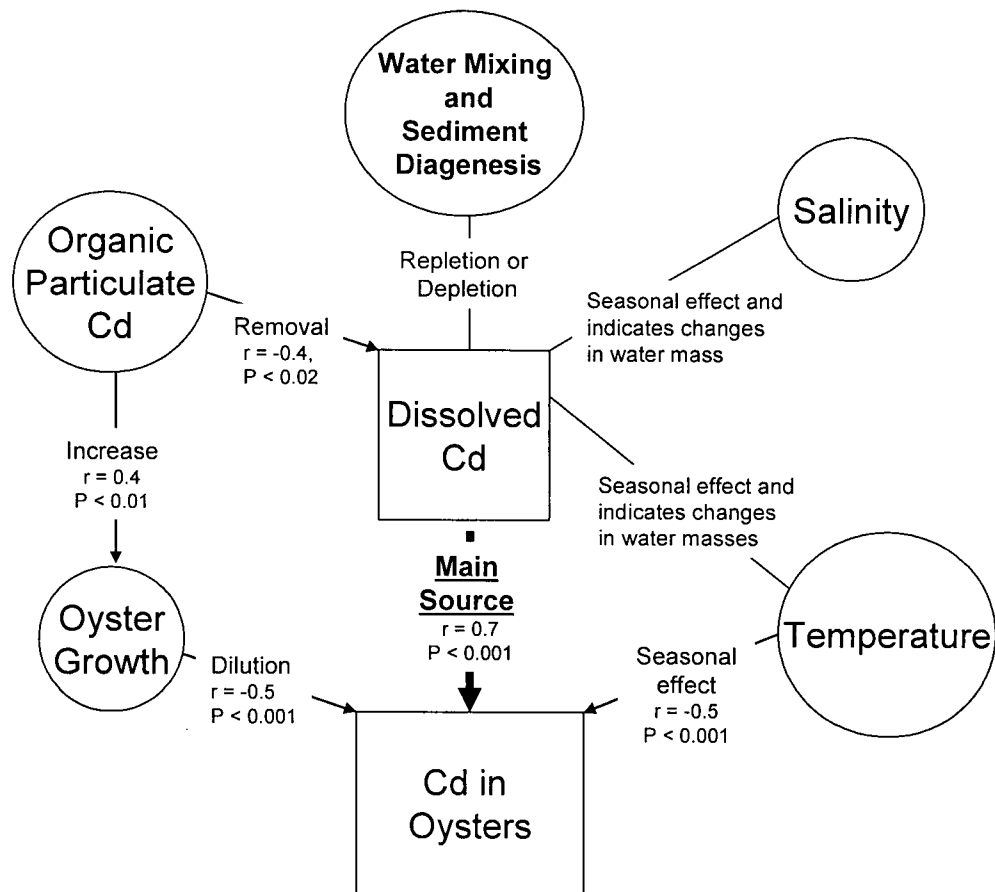 Water Mixing
and
Sediment
Diagenesis
Salinity
Organic
Particulate
Cd
Repletion or
Depletion
Seasonal effect and
indicates changes
in water mass
Removal
r = -0.4,
P < 0.02
Dissolved
Cd
Increase
r = 0.4
P < 0.01
Seasonal effect and
indicates changes
in water masses
Main
Source
r = 0.7
P < 0.001
Oyster
Growth
Temperature
Dilution
r = -0.5
P < 0.001
Seasonal
effect
r = -0.5
P < 0.001
Cd in
Oysters